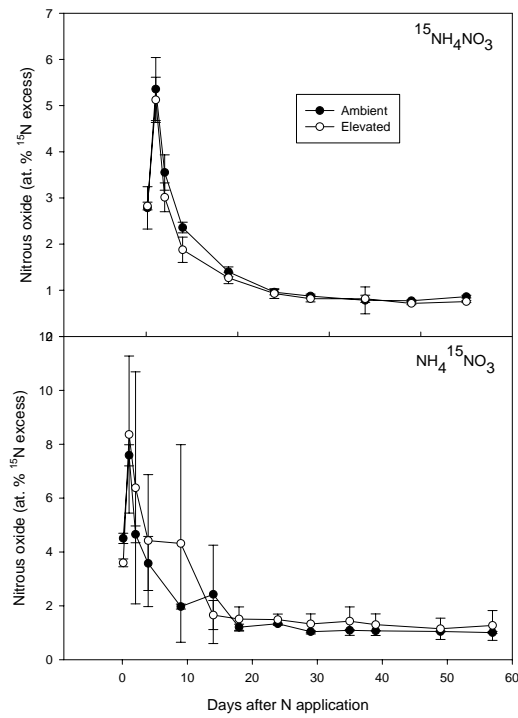 ¹⁵NH₄NO₃
Ambient
Elevated
Nitrous oxide (at. % ¹⁵N excess)
7
6
5
4
3
2
1
0
NH₄¹⁵NO₃
Nitrous oxide (at. % ¹⁵N excess)
12
10
8
6
4
2
0
0 10 20 30 40 50 60
Days after N application